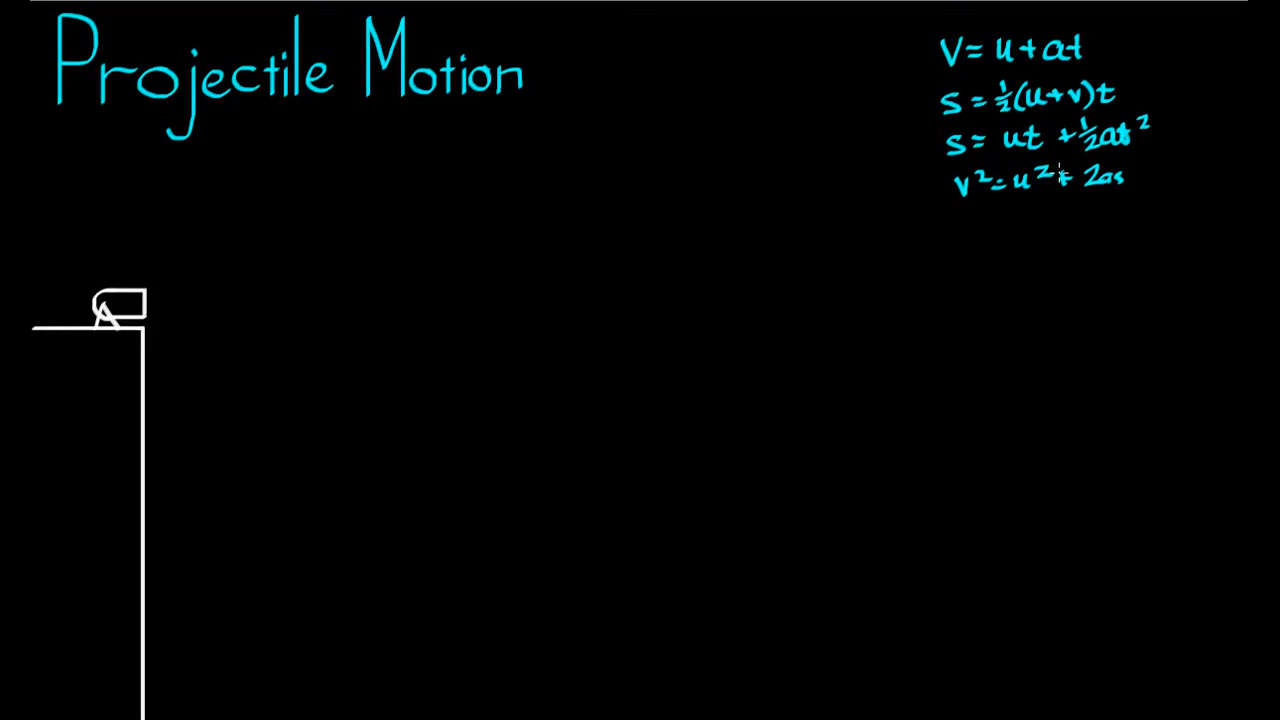 Projectile Motion
v = u + at
s = ½(u + v)t
s = ut + ½at²
v² = u² + 2as